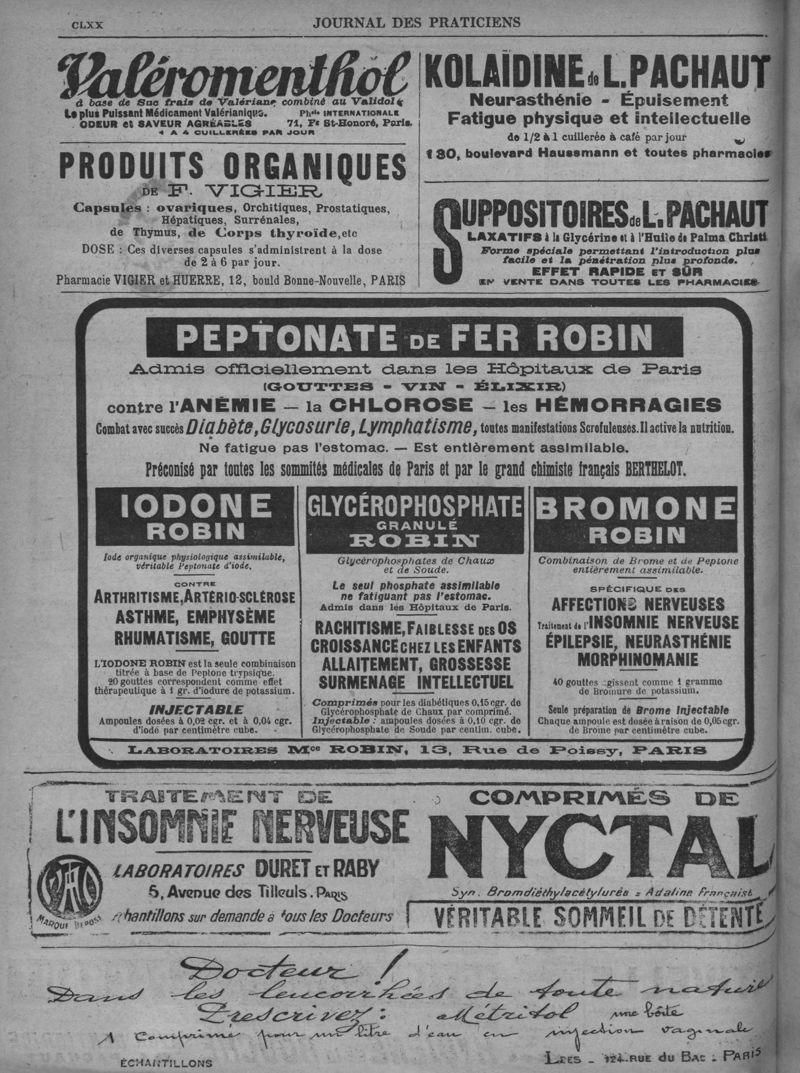 CLXX
JOURNAL DES PRATICIENS
Valéromenthol
à base de Suc frais de Valériane combiné au Validol
Le plus Puissant Médicament Valérianique.
ODEUR et SAVEUR AGRÉABLES
Phcie INTERNATIONALE
71, Fg St-Honoré, Paris.
4 A 4 CUILLERÉES PAR JOUR
PRODUITS ORGANIQUES
DE F. VIGIER
Capsules : ovariques, Orchitiques, Prostatiques,
Hépatiques, Surrénales,
de Thymus, de Corps thyroïde, etc
DOSE : Ces diverses capsules s'administrent à la dose
de 2 à 6 par jour.
Pharmacie VIGIER et HUERRE, 12, bould Bonne-Nouvelle, PARIS
KOLAÏDINE de L. PACHAUT
Neurasthénie - Épuisement
Fatigue physique et intellectuelle
de 1/2 à 1 cuillerée à café par jour
130, boulevard Haussmann et toutes pharmacies
SUPPOSITOIRES de L. PACHAUT
LAXATIFS à la Glycérine et à l'Huile de Palma Christi
Forme spéciale permettant l'introduction plus
facile et la pénétration plus profonde.
EFFET RAPIDE ET SÛR
EN VENTE DANS TOUTES LES PHARMACIES
PEPTONATE DE FER ROBIN
Admis officiellement dans les Hôpitaux de Paris
(GOUTTES - VIN - ÉLIXIR)
contre l'ANÉMIE — la CHLOROSE — les HÉMORRAGIES
Combat avec succès Diabète, Glycosurie, Lymphatisme, toutes manifestations Scrofuleuses. Il active la nutrition.
Ne fatigue pas l'estomac. — Est entièrement assimilable.
Préconisé par toutes les sommités médicales de Paris et par le grand chimiste français BERTHELOT.
IODONE
ROBIN
Iode organique physiologique assimilable,
véritable Peptonate d'iode.
CONTRE
ARTHRITISME, ARTÉRIO-SCLÉROSE
ASTHME, EMPHYSÈME
RHUMATISME, GOUTTE
L'IODONE ROBIN est la seule combinaison
titrée à base de Peptone trypsique.
20 gouttes correspondent comme effet
thérapeutique à 1 gr. d'iodure de potassium.
INJECTABLE
Ampoules dosées à 0,02 cgr. et à 0,04 cgr.
d'iode par centimètre cube.
GLYCÉROPHOSPHATE
GRANULÉ
ROBIN
Glycérophosphates de Chaux
et de Soude.
Le seul phosphate assimilable
ne fatiguant pas l'estomac.
Admis dans les Hôpitaux de Paris.
RACHITISME, FAIBLESSE DES OS
CROISSANCE CHEZ LES ENFANTS
ALLAITEMENT, GROSSESSE
SURMENAGE INTELLECTUEL
Comprimés pour les diabétiques 0,15 cgr. de
Glycérophosphate de Chaux par comprimé.
Injectable : ampoules dosées à 0,10 cgr. de
Glycérophosphate de Soude par centim. cube.
BROMONE
ROBIN
Combinaison de Brome et de Peptone
entièrement assimilable.
SPÉCIFIQUE DES
AFFECTIONS NERVEUSES
Traitement de l'INSOMNIE NERVEUSE
ÉPILEPSIE, NEURASTHÉNIE
MORPHINOMANIE
40 gouttes agissent comme 1 gramme
de Bromure de potassium.
Seule préparation de Brome Injectable
Chaque ampoule est dosée à raison de 0,05 cgr.
de Brome par centimètre cube.
LABORATOIRES Mce ROBIN, 13, Rue de Poissy, PARIS
TRAITEMENT DE
L'INSOMNIE NERVEUSE
LABORATOIRES DURET ET RABY
5, Avenue des Tilleuls. PARIS
MARQUE DEPOSÉ
échantillons sur demande à tous les Docteurs
COMPRIMÉS DE
NYCTAL
Syn. Bromdiéthylacétylurée = Adaline Française
VÉRITABLE SOMMEIL DE DÉTENTE
Docteur !
Dans les leucorrhées de toute nature
Prescrivez : Métritol une boîte
1 comprimé pour un litre d'eau en injection vaginale
ÉCHANTILLONS
LEES - 124. RUE DU BAC - PARIS